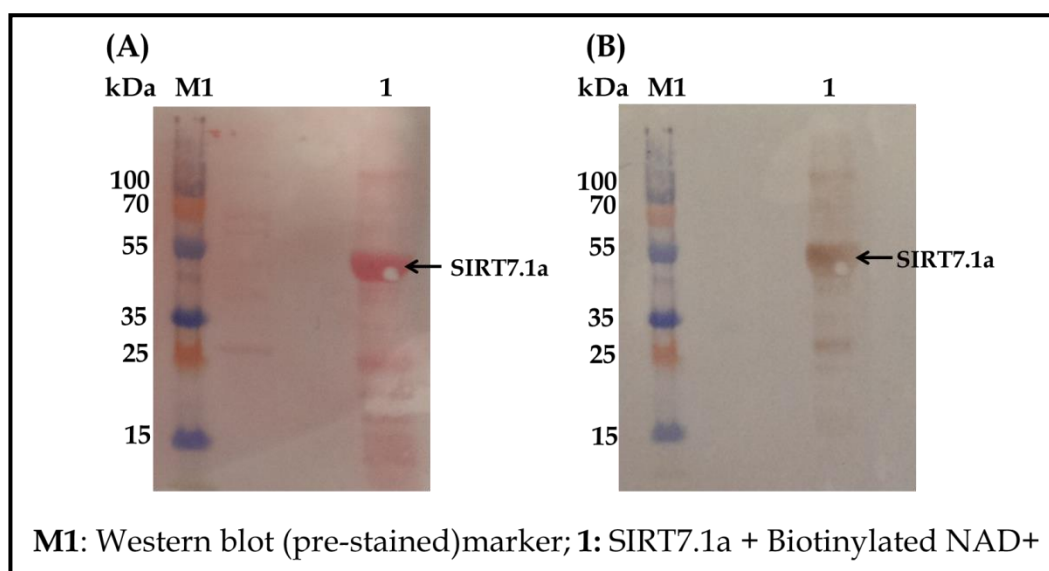 (A)
kDa M1 1
100
70
55
35
25
15
SIRT7.1a
(B)
kDa M1 1
100
70
55
35
25
15
SIRT7.1a
M1: Western blot (pre-stained)marker; 1: SIRT7.1a + Biotinylated NAD+